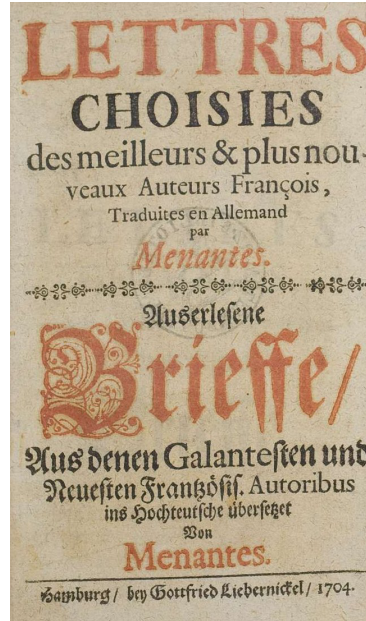 LETTRES
CHOISIES
des meilleurs & plus nou-
veaux Auteurs François,
Traduites en Allemand
par
Menantes.
Auserlesene
Brieffe/
Aus denen Galantesten und
Neuesten Frantzösis. Autoribus
ins Hochteutsche übersetzet
Von
Menantes.
Hamburg / bey Gottfried Liebernickel / 1704.